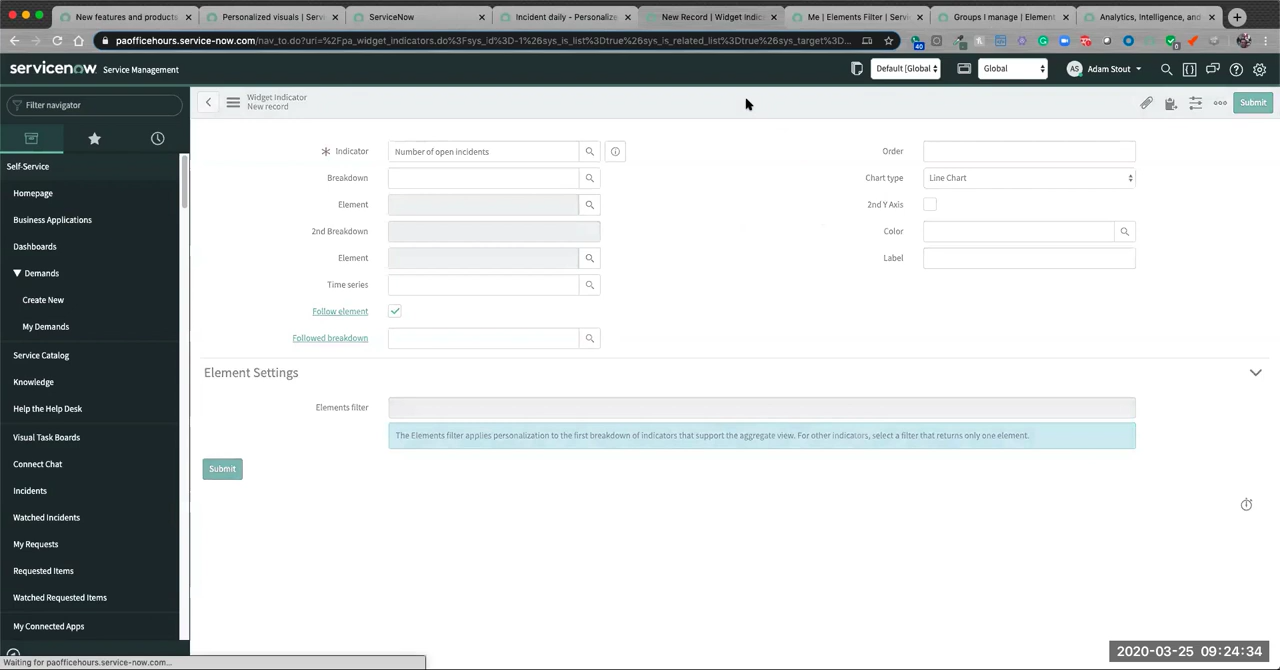 New features and products
Personalized visuals | Serv
ServiceNow
Incident daily - Personalize
New Record | Widget Indic
Me | Elements Filter | Servic
Groups I manage | Element
Analytics, Intelligence, and
paofficehours.service-now.com/nav_to.do?uri=%2Fpa_widget_indicators.do%3Fsys_id%3D-1%26sys_is_list%3Dtrue%26sys_is_related_list%3Dtrue%26sys_target%3D...
40
servicenow Service Management
Default [Global
Global
AS Adam Stout
Filter navigator
Widget Indicator
New record
Submit
Self-Service
Homepage
Business Applications
Dashboards
Demands
Create New
My Demands
Service Catalog
Knowledge
Help the Help Desk
Visual Task Boards
Connect Chat
Incidents
Watched Incidents
My Requests
Requested Items
Watched Requested Items
My Connected Apps
Indicator Number of open incidents
Breakdown
Element
2nd Breakdown
Element
Time series
Follow element
Followed breakdown
Order
Chart type Line Chart
2nd Y Axis
Color
Label
Element Settings
Elements filter
The Elements filter applies personalization to the first breakdown of indicators that support the aggregate view. For other indicators, select a filter that returns only one element.
Submit
Waiting for paofficehours.service-now.com...
2020-03-25 09:24:34